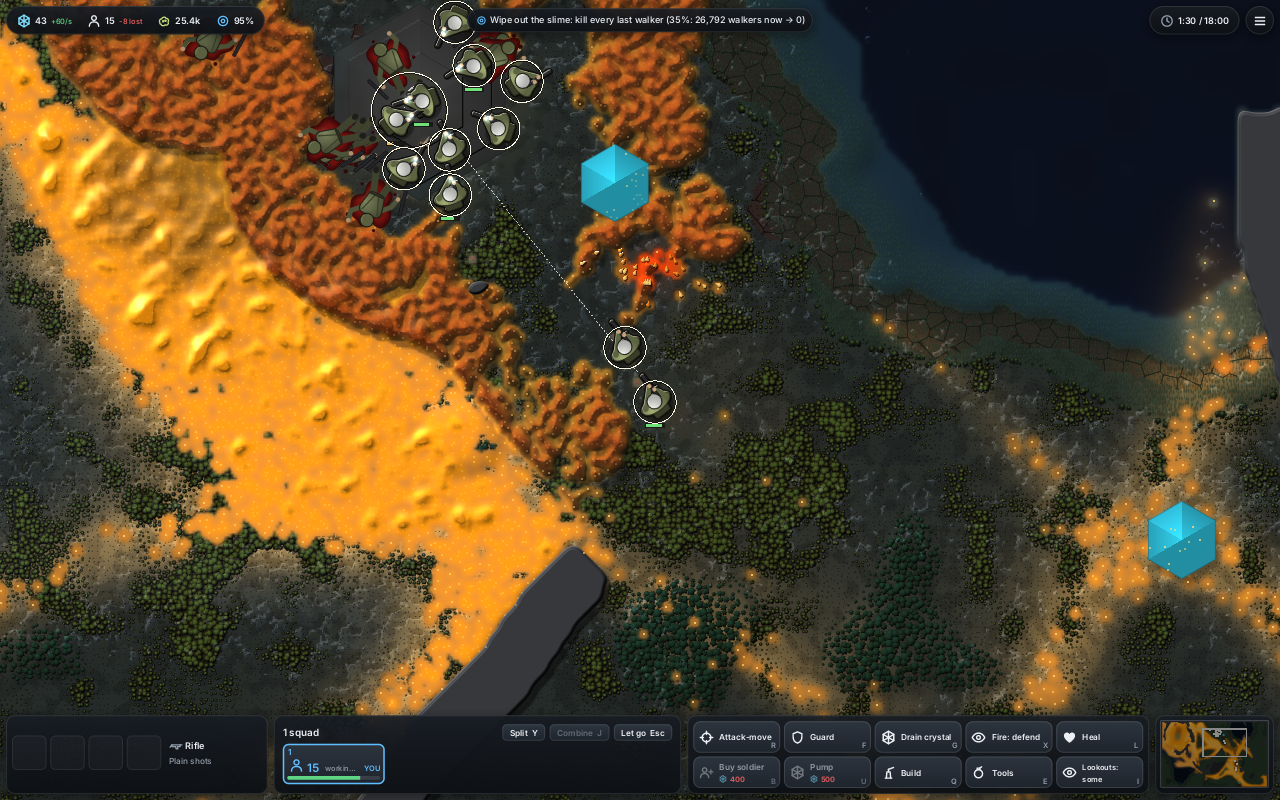 43 +60/s 15 -8 lost 25.4k 95%
Wipe out the slime: kill every last walker (35%: 26,792 walkers now → 0)
1:30 / 18:00
Rifle
Plain shots
1 squad
Split Y
Combine J
Let go Esc
1
15 workin... YOU
Attack-move R
Guard F
Drain crystal G
Fire: defend X
Heal L
Buy soldier 400 B
Pump 500 U
Build Q
Tools E
Lookouts: some I